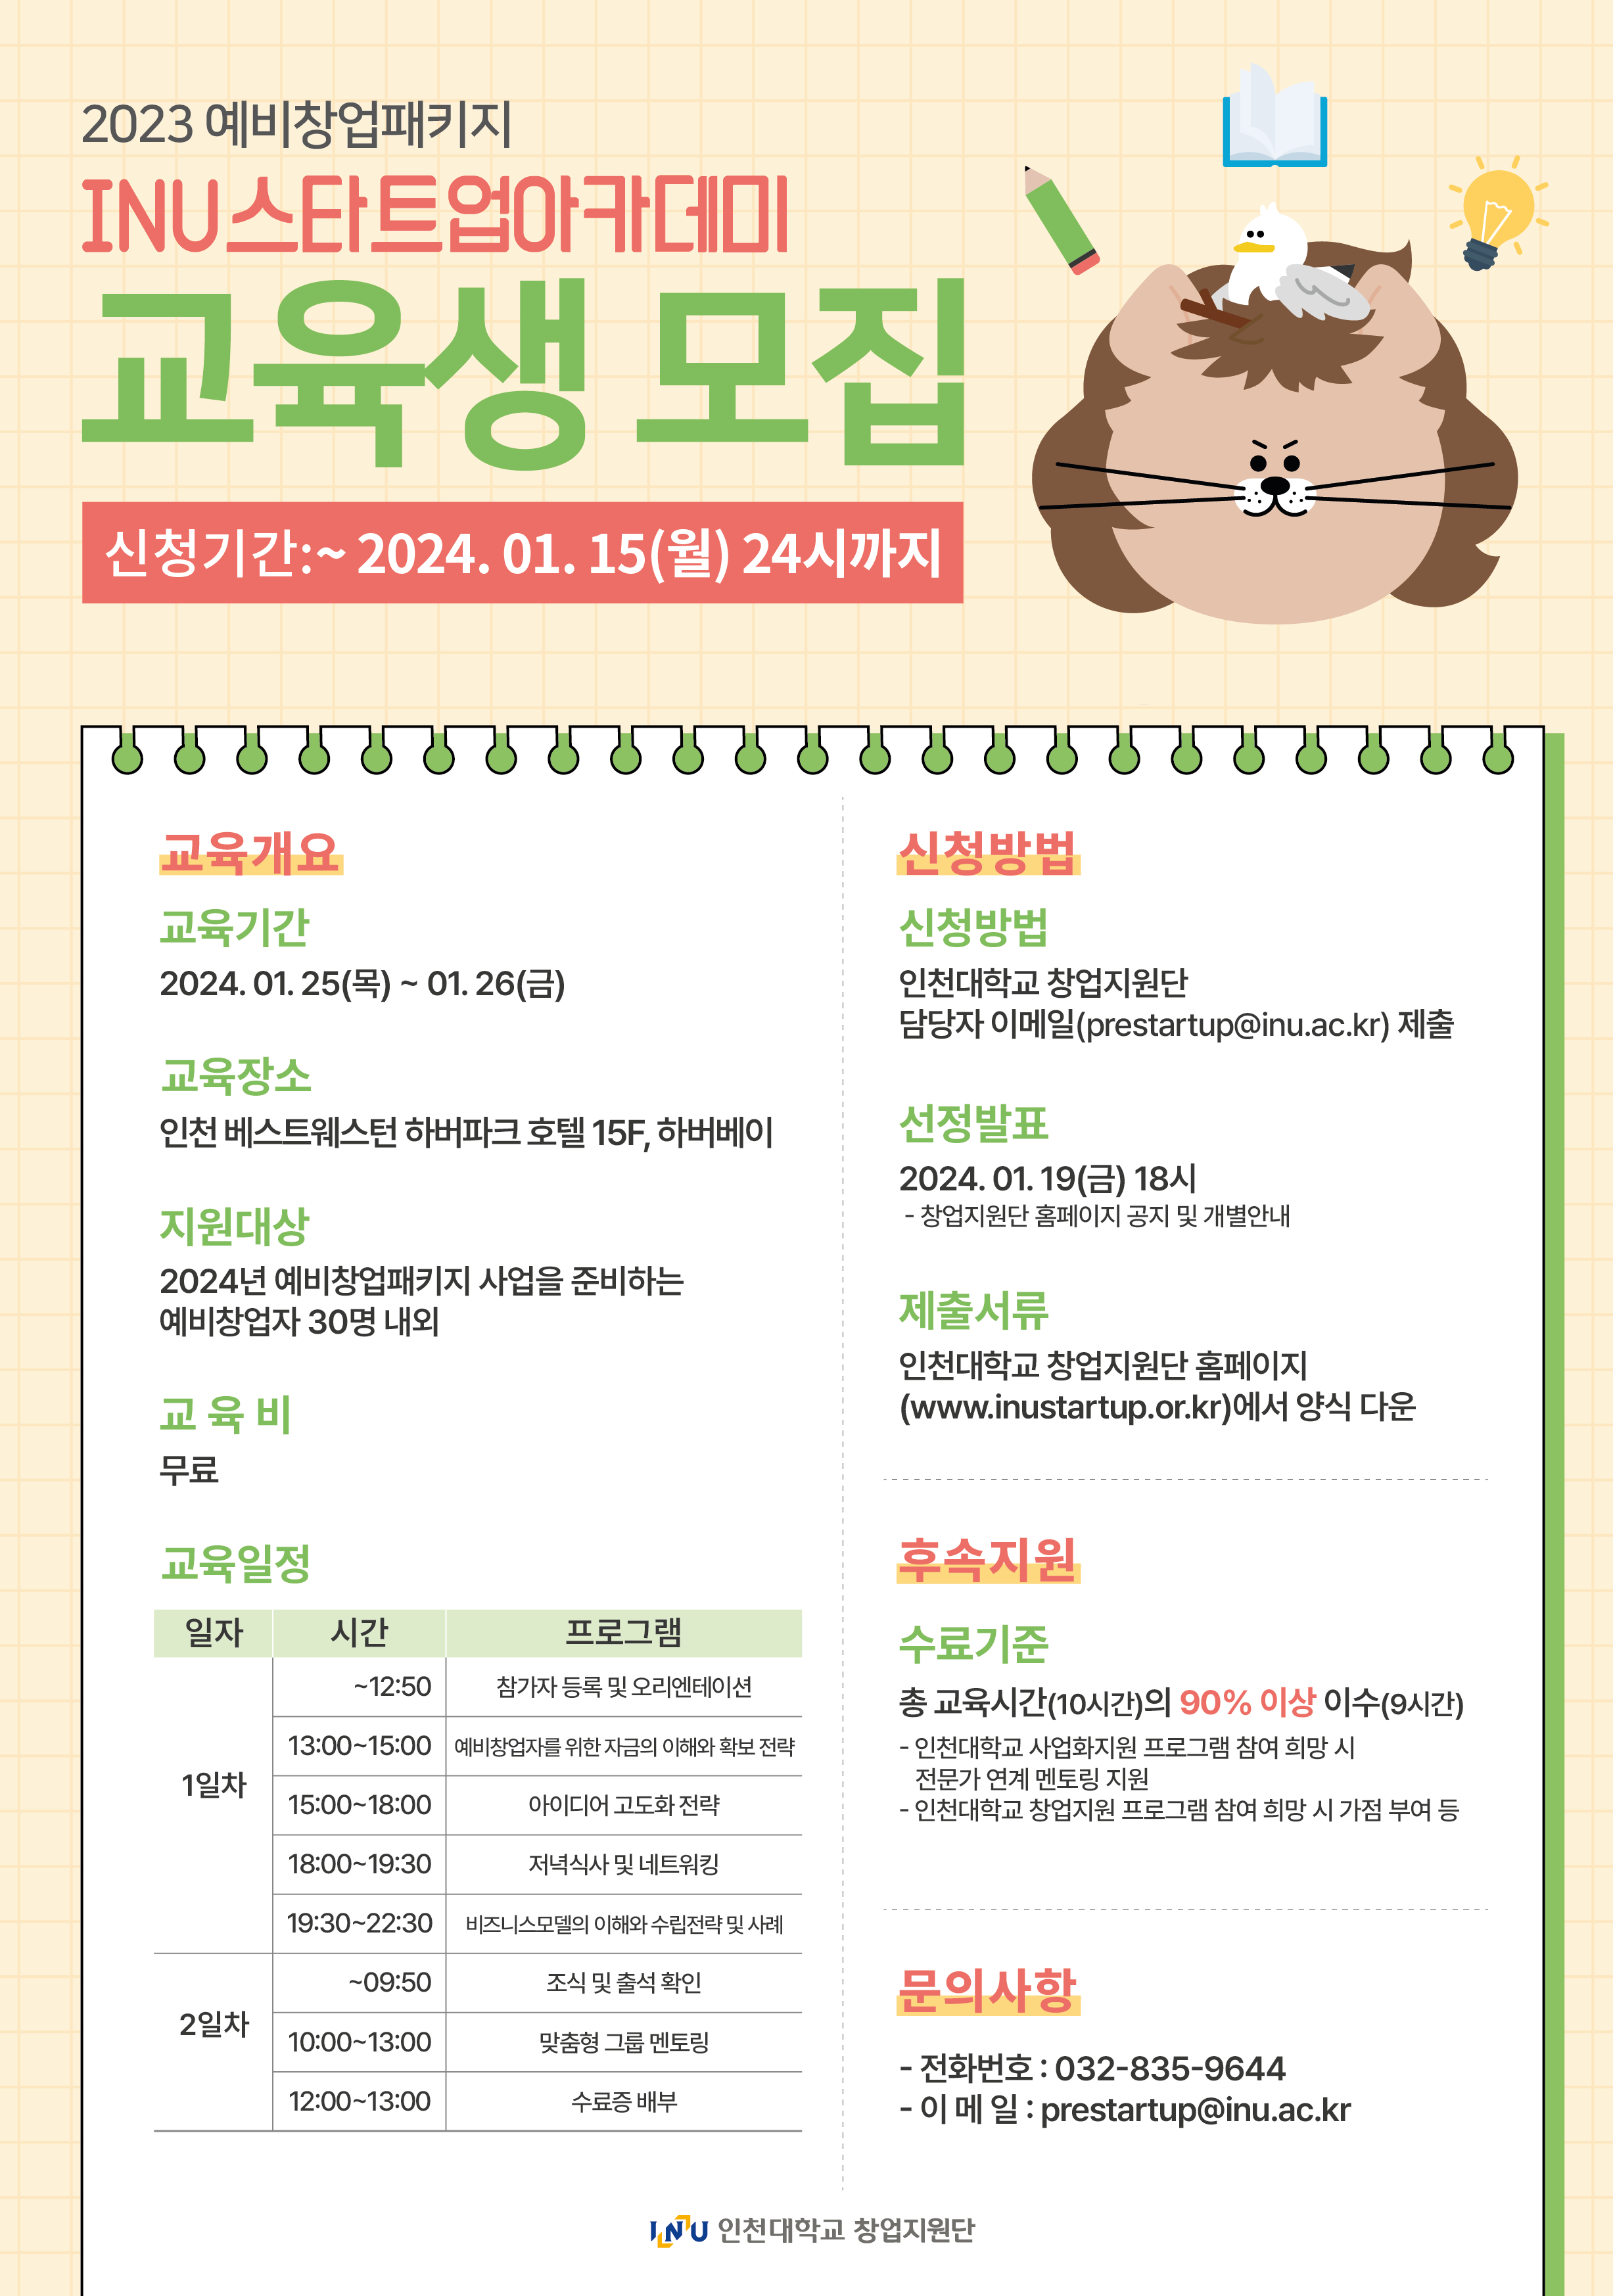 2023 예비창업패키지
INU 스타트업아카데미
교육생 모집
신청기간:~ 2024. 01. 15(월) 24시까지
교육개요
교육기간
2024. 01. 25(목) ~ 01. 26(금)
교육장소
인천 베스트웨스턴 하버파크 호텔 15F, 하버베이
지원대상
2024년 예비창업패키지 사업을 준비하는
예비창업자 30명 내외
교 육 비
무료
교육일정
일자 시간 프로그램
1일차
~12:50 참가자 등록 및 오리엔테이션
13:00~15:00 예비창업자를 위한 자금의 이해와 확보 전략
15:00~18:00 아이디어 고도화 전략
18:00~19:30 저녁식사 및 네트워킹
19:30~22:30 비즈니스모델의 이해와 수립전략 및 사례
2일차
~09:50 조식 및 출석 확인
10:00~13:00 맞춤형 그룹 멘토링
12:00~13:00 수료증 배부
신청방법
신청방법
인천대학교 창업지원단
담당자 이메일(prestartup@inu.ac.kr) 제출
선정발표
2024. 01. 19(금) 18시
- 창업지원단 홈페이지 공지 및 개별안내
제출서류
인천대학교 창업지원단 홈페이지
(www.inustartup.or.kr)에서 양식 다운
후속지원
수료기준
총 교육시간(10시간)의 90% 이상 이수(9시간)
- 인천대학교 사업화지원 프로그램 참여 희망 시
전문가 연계 멘토링 지원
- 인천대학교 창업지원 프로그램 참여 희망 시 가점 부여 등
문의사항
- 전화번호 : 032-835-9644
- 이 메 일 : prestartup@inu.ac.kr
INU 인천대학교 창업지원단